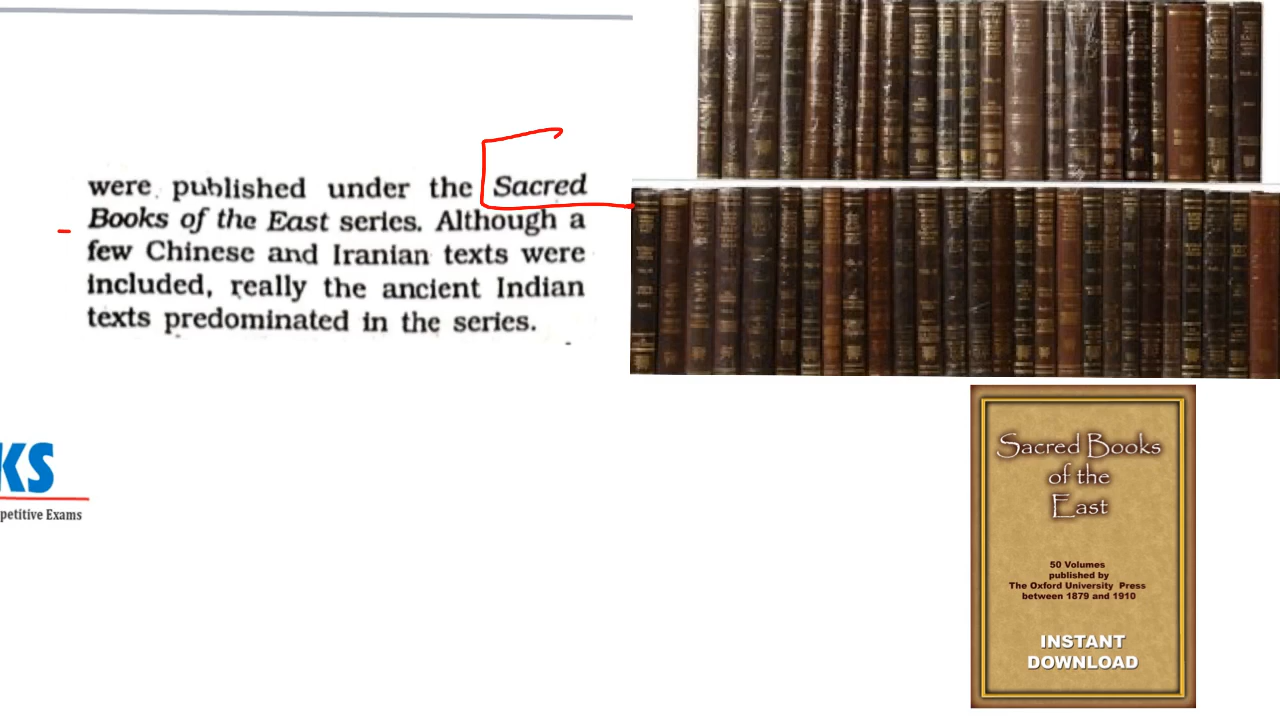 were published under the Sacred
Books of the East series. Although a
few Chinese and Iranian texts were
included, really the ancient Indian
texts predominated in the series.
KS
petitive Exams
Sacred Books
of the
East
50 Volumes
published by
The Oxford University Press
between 1879 and 1910
INSTANT
DOWNLOAD